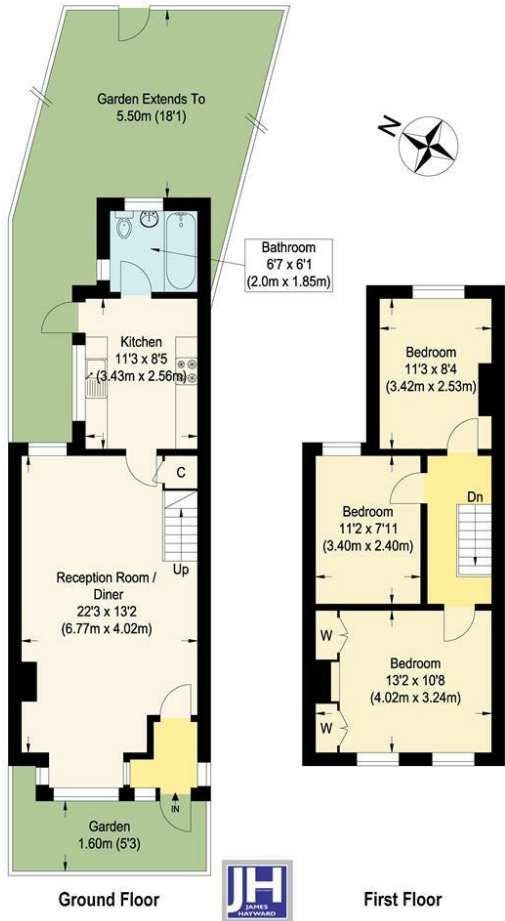 Garden Extends To
5.50m (18'1)
N
Bathroom
6'7 x 6'1
(2.0m x 1.85m)
Kitchen
11'3 x 8'5
(3.43m x 2.56m)
C
Up
Reception Room /
Diner
22'3 x 13'2
(6.77m x 4.02m)
IN
Garden
1.60m (5'3)
Ground Floor
Bedroom
11'3 x 8'4
(3.42m x 2.53m)
Dn
Bedroom
11'2 x 7'11
(3.40m x 2.40m)
W
Bedroom
13'2 x 10'8
(4.02m x 3.24m)
W
First Floor
JH
JAMES
HAYWARD